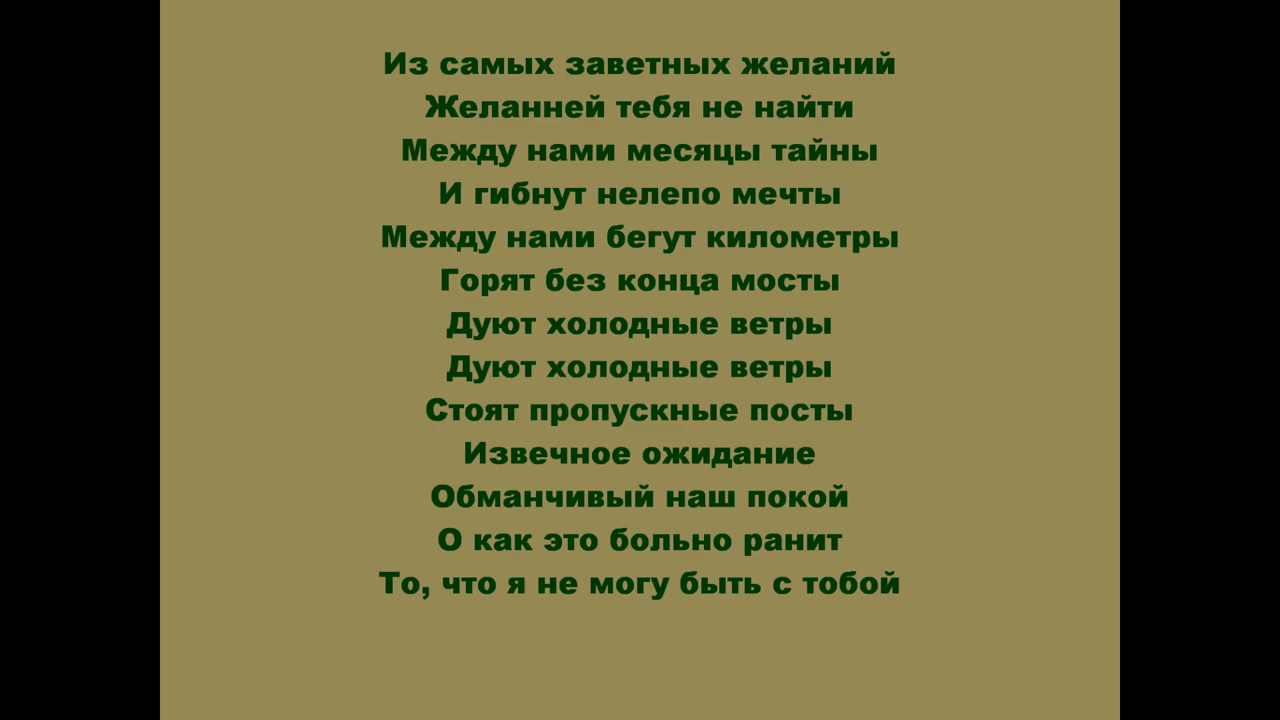 Из самых заветных желаний
Желанней тебя не найти
Между нами месяцы тайны
И гибнут нелепо мечты
Между нами бегут километры
Горят без конца мосты
Дуют холодные ветры
Дуют холодные ветры
Стоят пропускные посты
Извечное ожидание
Обманчивый наш покой
О как это больно ранит
То, что я не могу быть с тобой